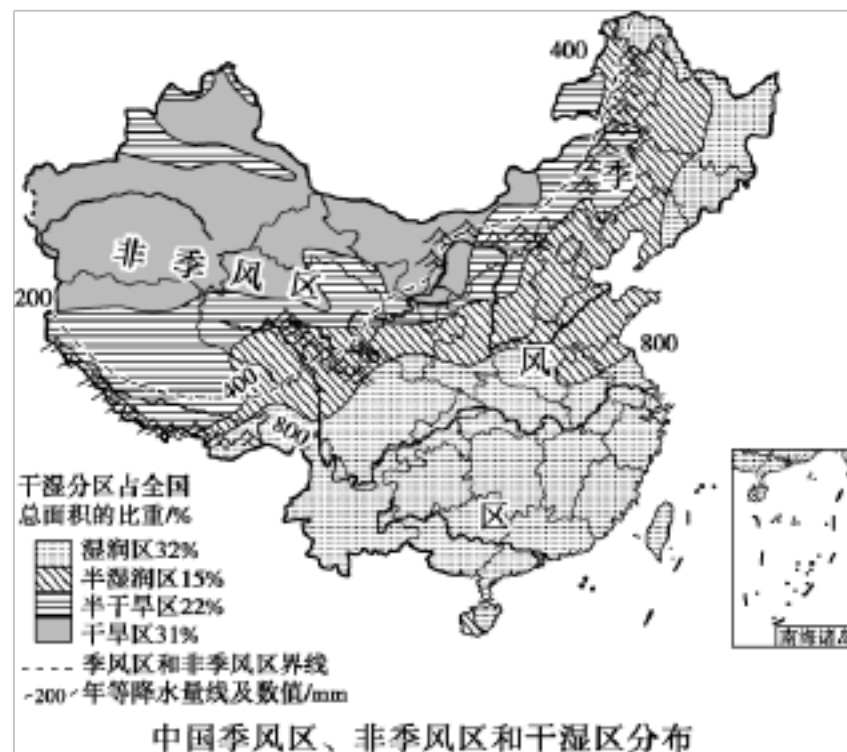 400
季
非季风区
200
风
800
400
800
区
干湿分区占全国
总面积的比重/%
湿润区32%
半湿润区15%
半干旱区22%
干旱区31%
季风区和非季风区界线
200 年等降水量线及数值/mm
南海诸岛
中国季风区、非季风区和干湿区分布